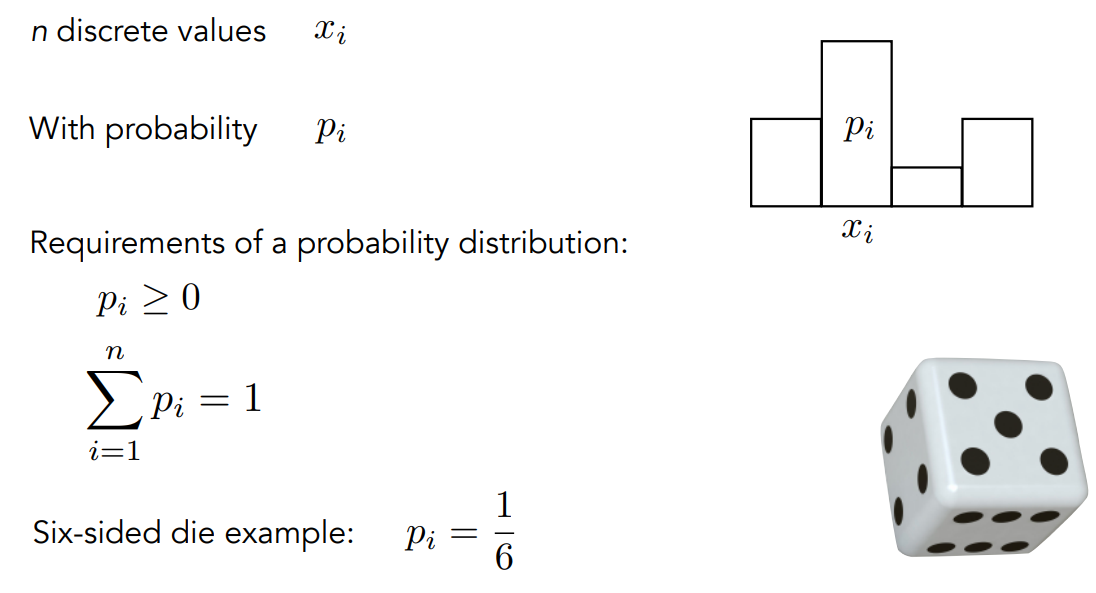 n discrete values x_i
With probability p_i
p_i
x_i
Requirements of a probability distribution:
p_i ≥ 0
\sum_{i=1}^{n} p_i = 1
Six-sided die example: p_i = \frac{1}{6}